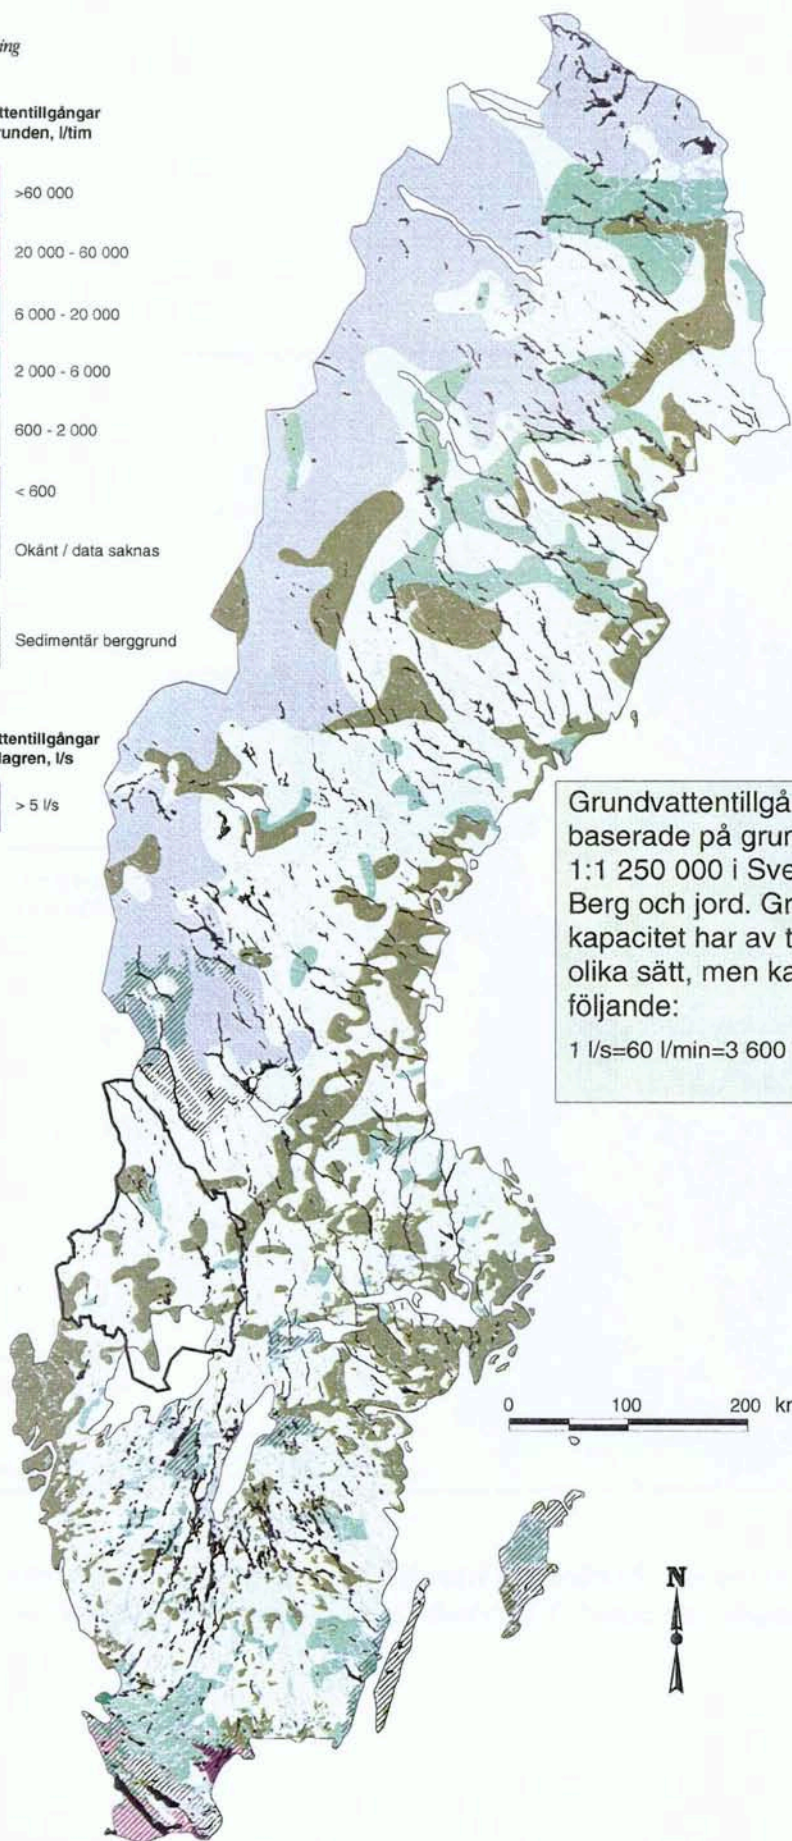 ing
ttentillgångar
runden, l/tim
>60 000
20 000 - 60 000
6 000 - 20 000
2 000 - 6 000
600 - 2 000
< 600
Okänt / data saknas
Sedimentär berggrund
ttentillgångar
lagren, l/s
> 5 l/s
Grundvattentillgå
baserade på grun
1:1 250 000 i Sve
Berg och jord. Gr
kapacitet har av t
olika sätt, men ka
följande:
1 l/s=60 l/min=3 600
0 100 200 km
N